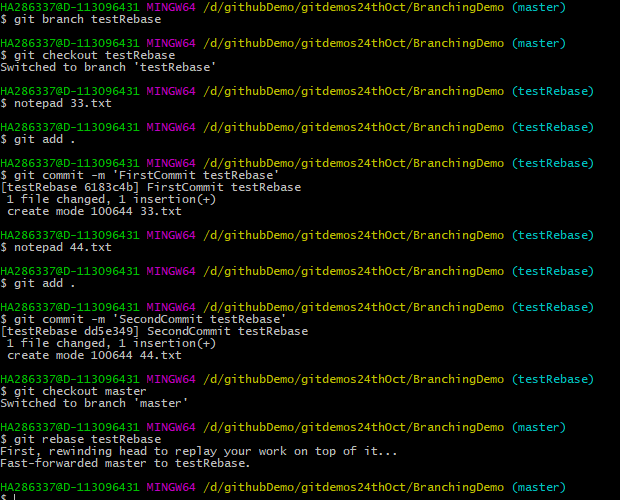 HA286337@D-113096431 MINGW64 /d/githubDemo/gitdemos24thOct/BranchingDemo (master)
$ git branch testRebase
HA286337@D-113096431 MINGW64 /d/githubDemo/gitdemos24thOct/BranchingDemo (master)
$ git checkout testRebase
Switched to branch 'testRebase'
HA286337@D-113096431 MINGW64 /d/githubDemo/gitdemos24thOct/BranchingDemo (testRebase)
$ notepad 33.txt
HA286337@D-113096431 MINGW64 /d/githubDemo/gitdemos24thOct/BranchingDemo (testRebase)
$ git add .
HA286337@D-113096431 MINGW64 /d/githubDemo/gitdemos24thOct/BranchingDemo (testRebase)
$ git commit -m 'FirstCommit testRebase'
[testRebase 6183c4b] FirstCommit testRebase
 1 file changed, 1 insertion(+)
 create mode 100644 33.txt
HA286337@D-113096431 MINGW64 /d/githubDemo/gitdemos24thOct/BranchingDemo (testRebase)
$ notepad 44.txt
HA286337@D-113096431 MINGW64 /d/githubDemo/gitdemos24thOct/BranchingDemo (testRebase)
$ git add .
HA286337@D-113096431 MINGW64 /d/githubDemo/gitdemos24thOct/BranchingDemo (testRebase)
$ git commit -m 'SecondCommit testRebase'
[testRebase dd5e349] SecondCommit testRebase
 1 file changed, 1 insertion(+)
 create mode 100644 44.txt
HA286337@D-113096431 MINGW64 /d/githubDemo/gitdemos24thOct/BranchingDemo (testRebase)
$ git checkout master
Switched to branch 'master'
HA286337@D-113096431 MINGW64 /d/githubDemo/gitdemos24thOct/BranchingDemo (master)
$ git rebase testRebase
First, rewinding head to replay your work on top of it...
Fast-forwarded master to testRebase.
HA286337@D-113096431 MINGW64 /d/githubDemo/gitdemos24thOct/BranchingDemo (master)
$